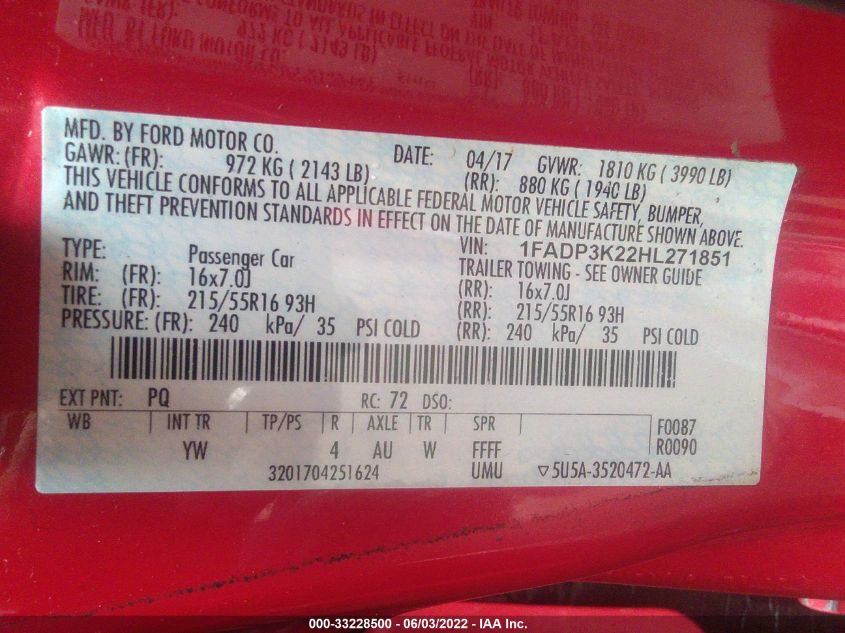 MFD. BY FORD MOTOR CO. DATE: 04/17 GVWR: 1810 KG ( 3990 LB)
GAWR: (FR): 972 KG ( 2143 LB) (RR): 880 KG ( 1940 LB)
THIS VEHICLE CONFORMS TO ALL APPLICABLE FEDERAL MOTOR VEHICLE SAFETY, BUMPER,
AND THEFT PREVENTION STANDARDS IN EFFECT ON THE DATE OF MANUFACTURE SHOWN ABOVE.
VIN: 1FADP3K22HL271851
TYPE: Passenger Car TRAILER TOWING - SEE OWNER GUIDE
RIM: (FR): 16x7.0J (RR): 16x7.0J
TIRE: (FR): 215/55R16 93H (RR): 215/55R16 93H
PRESSURE: (FR): 240 kPa/ 35 PSI COLD (RR): 240 kPa/ 35 PSI COLD
EXT PNT: PQ RC: 72 DSO:
WB INT TR TP/PS R AXLE TR SPR F0087
YW 4 AU W FFFF R0090
3201704251624 UMU ▽5U5A-3520472-AA
000-33228500 - 06/03/2022 - IAA Inc.